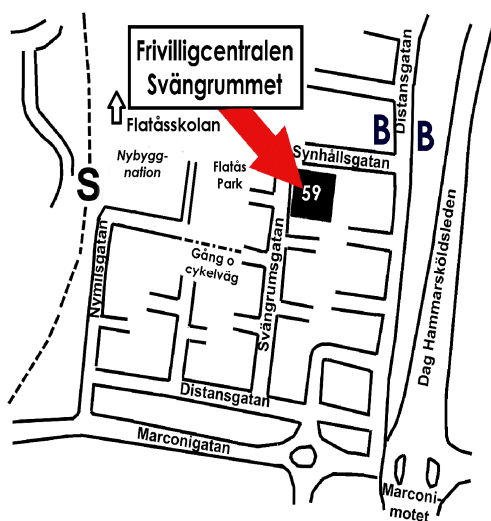 Frivilligcentralen
Svängrummet
Distansgatan
Flatåsskolan
B
B
Synhållsgatan
Nybygg-
nation
Flatås
Park
S
59
Nymilsgatan
Gång o
cykelväg
Svängrumsgatan
Dag Hammarsköldsleden
Distansgatan
Marconigatan
Marconi-
motet